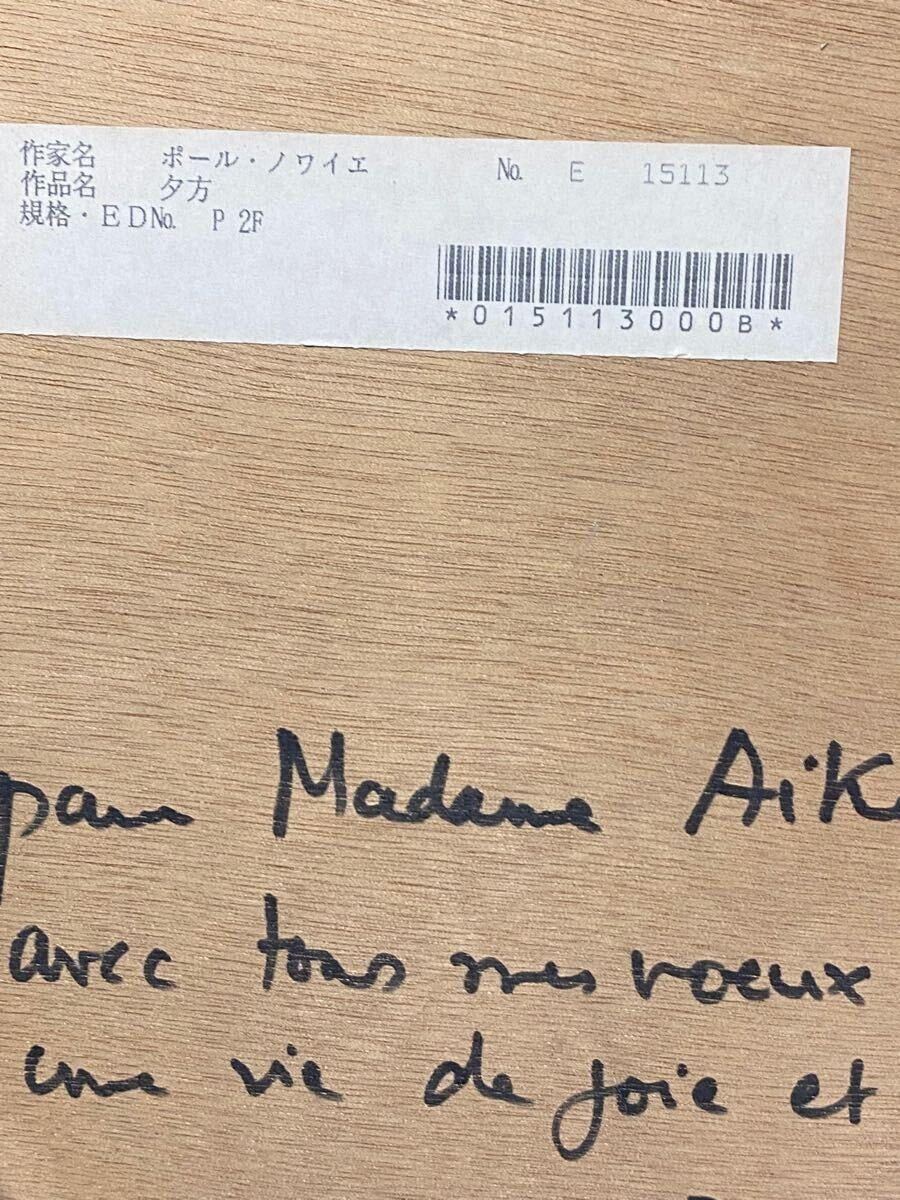 作家名 ポール・ノワイエ No. E 15113
作品名 夕方
規格・EDNo. P 2F
*015113000B*
pour Madame Aïk
avec tous mes voeux
une vie de joie et